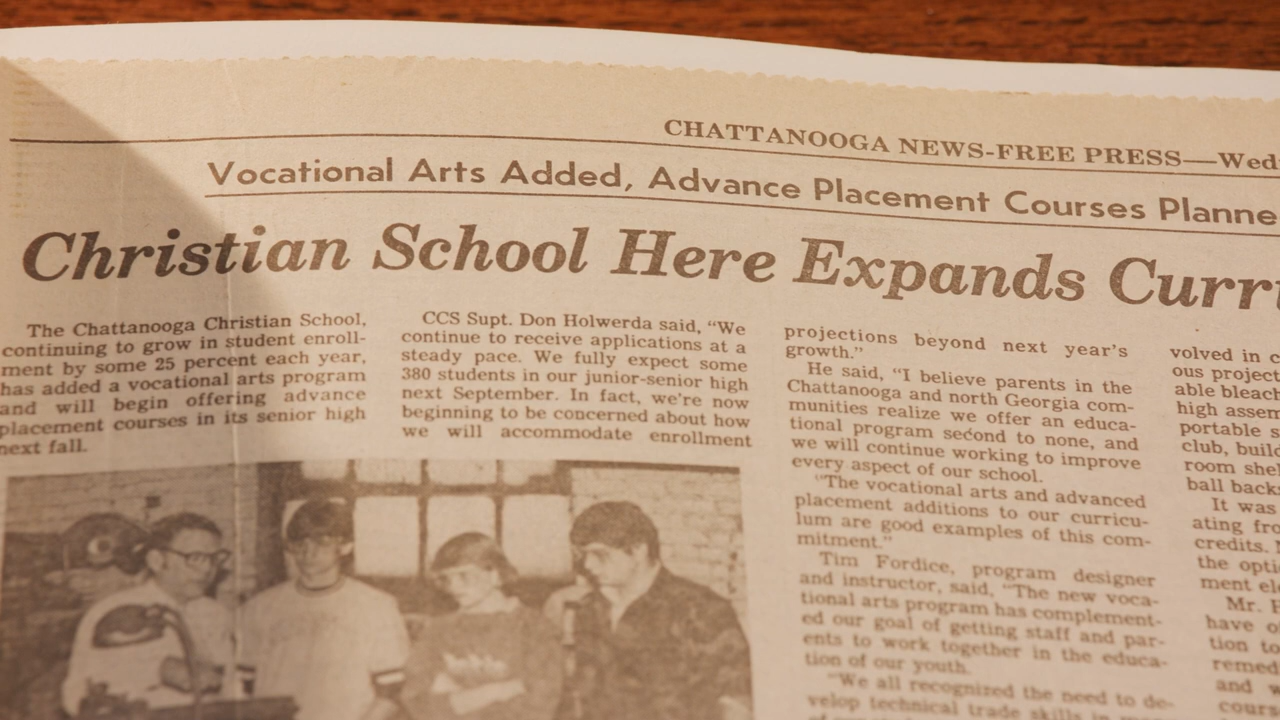 CHATTANOOGA NEWS-FREE PRESS—Wed
Vocational Arts Added, Advance Placement Courses Planne
Christian School Here Expands Curri
The Chattanooga Christian School,
continuing to grow in student enroll-
ment by some 25 percent each year,
has added a vocational arts program
and will begin offering advance
placement courses in its senior high
next fall.
CCS Supt. Don Holwerda said, “We
continue to receive applications at a
steady pace. We fully expect some
380 students in our junior-senior high
next September. In fact, we're now
beginning to be concerned about how
we will accommodate enrollment
projections beyond next year's
growth.”
He said, “I believe parents in the
Chattanooga and north Georgia com-
munities realize we offer an educa-
tional program second to none, and
we will continue working to improve
every aspect of our school.
“The vocational arts and advanced
placement additions to our curricu-
lum are good examples of this com-
mitment.”
Tim Fordice, program designer
and instructor, said, “The new voca-
tional arts program has complement-
ed our goal of getting staff and par-
ents to work together in the educa-
tion of our youth.
“We all recognized the need to de-
velop technical trade skills
volved in c
ous project
able bleach
high assem
portable s
club, build
room shel
ball backs
It was
ating fro
credits.
the optio
ment el
Mr. F
have o
tion to
remed
and w
cours